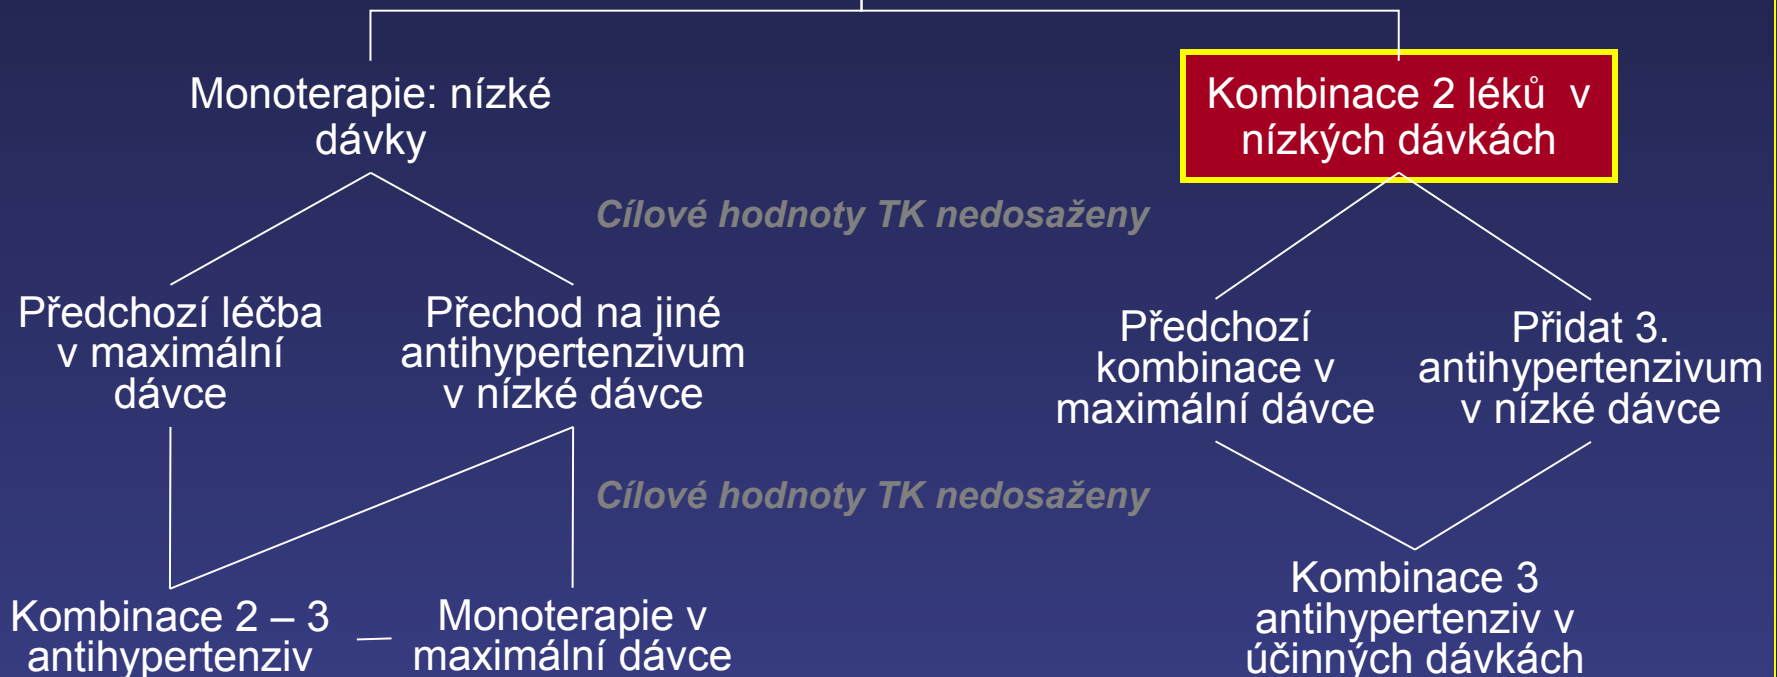 Monoterapie: nízké
dávky
Kombinace 2 léků v
nízkých dávkách
Cílové hodnoty TK nedosaženy
Předchozí léčba
v maximální
dávce
Přechod na jiné
antihypertenzivum
v nízké dávce
Předchozí
kombinace v
maximální dávce
Přidat 3.
antihypertenzivum
v nízké dávce
Cílové hodnoty TK nedosaženy
Kombinace 2 – 3
antihypertenziv
Monoterapie v
maximální dávce
Kombinace 3
antihypertenziv v
účinných dávkách